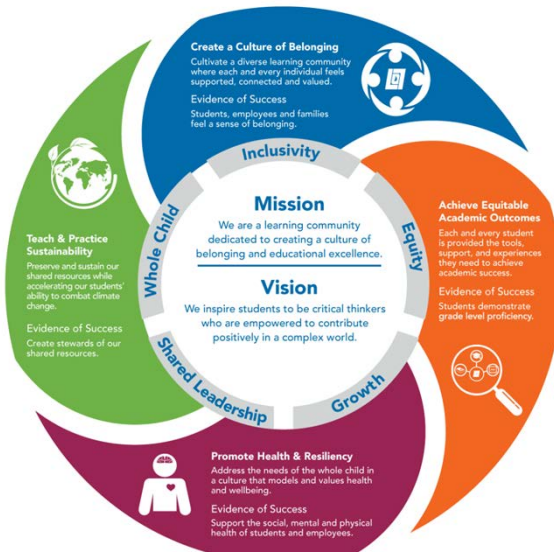 Create a Culture of Belonging
Cultivate a diverse learning community
where each and every individual feels
supported, connected and valued.
Evidence of Success
Students, employees and families
feel a sense of belonging.
Inclusivity
Equity
Growth
Shared Leadership
Whole Child
Mission
We are a learning community
dedicated to creating a culture of
belonging and educational excellence.
Vision
We inspire students to be critical thinkers
who are empowered to contribute
positively in a complex world.
Achieve Equitable
Academic Outcomes
Each and every student
is provided the tools,
support, and experiences
they need to achieve
academic success.
Evidence of Success
Students demonstrate
grade level proficiency.
Teach & Practice
Sustainability
Preserve and sustain our
shared resources while
accelerating our students'
ability to combat climate
change.
Evidence of Success
Create stewards of our
shared resources.
Promote Health & Resiliency
Address the needs of the whole child in
a culture that models and values health
and wellbeing.
Evidence of Success
Support the social, mental and physical
health of students and employees.